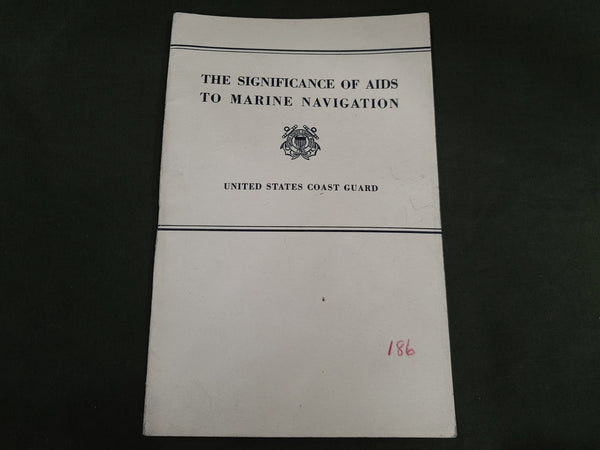 THE SIGNIFICANCE OF AIDS
TO MARINE NAVIGATION
UNITED STATES COAST GUARD
186